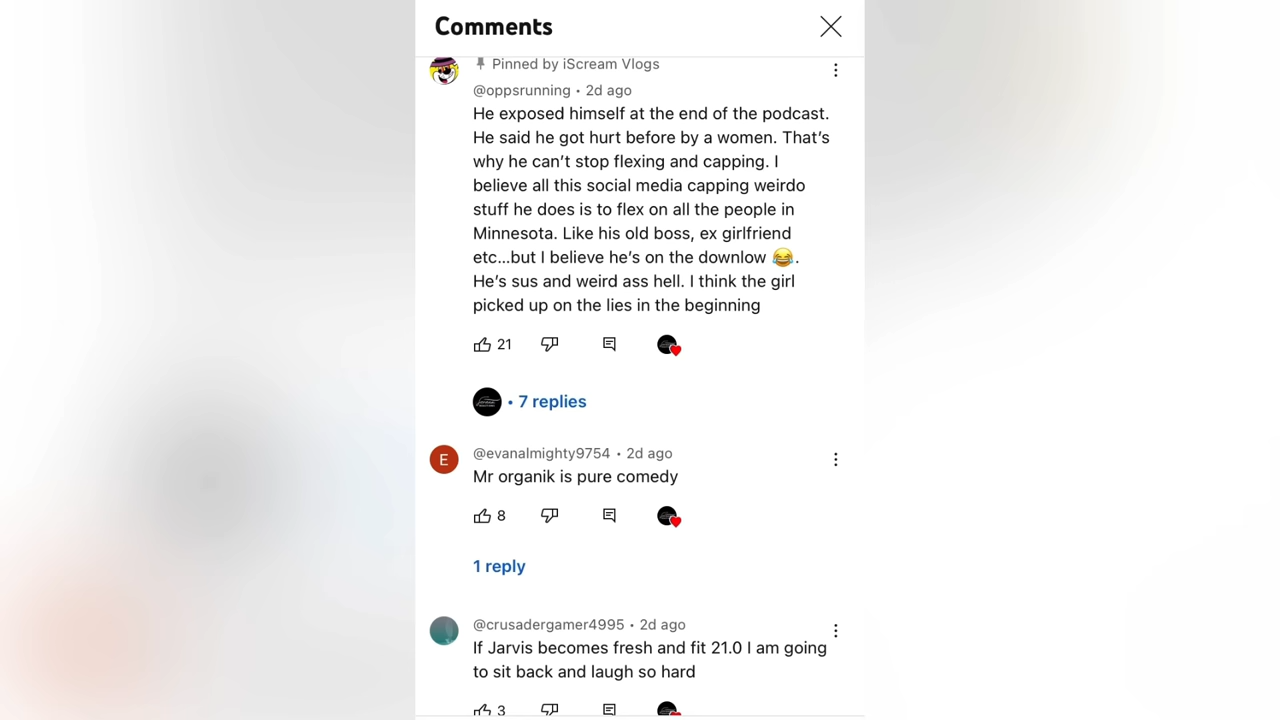 Comments
Pinned by iScream Vlogs
@oppsrunning • 2d ago
He exposed himself at the end of the podcast.
He said he got hurt before by a women. That's
why he can't stop flexing and capping. I
believe all this social media capping weirdo
stuff he does is to flex on all the people in
Minnesota. Like his old boss, ex girlfriend
etc...but I believe he's on the downlow 😂.
He's sus and weird ass hell. I think the girl
picked up on the lies in the beginning
21
• 7 replies
E
@evanalmighty9754 • 2d ago
Mr organik is pure comedy
8
1 reply
@crusadergamer4995 • 2d ago
If Jarvis becomes fresh and fit 21.0 I am going
to sit back and laugh so hard
3